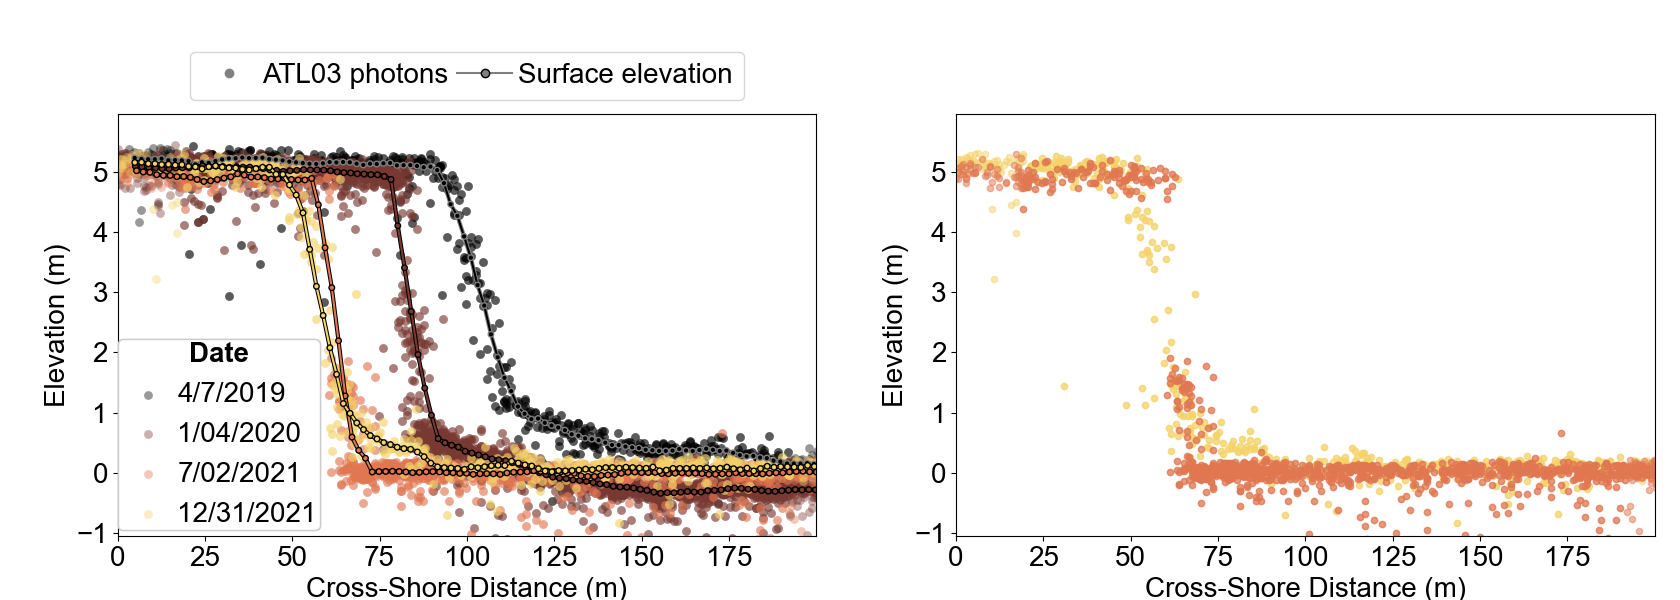 ATL03 photons Surface elevation
Elevation (m)
5
4
3
2
1
0
−1
Date
4/7/2019
1/04/2020
7/02/2021
12/31/2021
0 25 50 75 100 125 150 175
Cross-Shore Distance (m)
Elevation (m)
5
4
3
2
1
0
−1
0 25 50 75 100 125 150 175
Cross-Shore Distance (m)